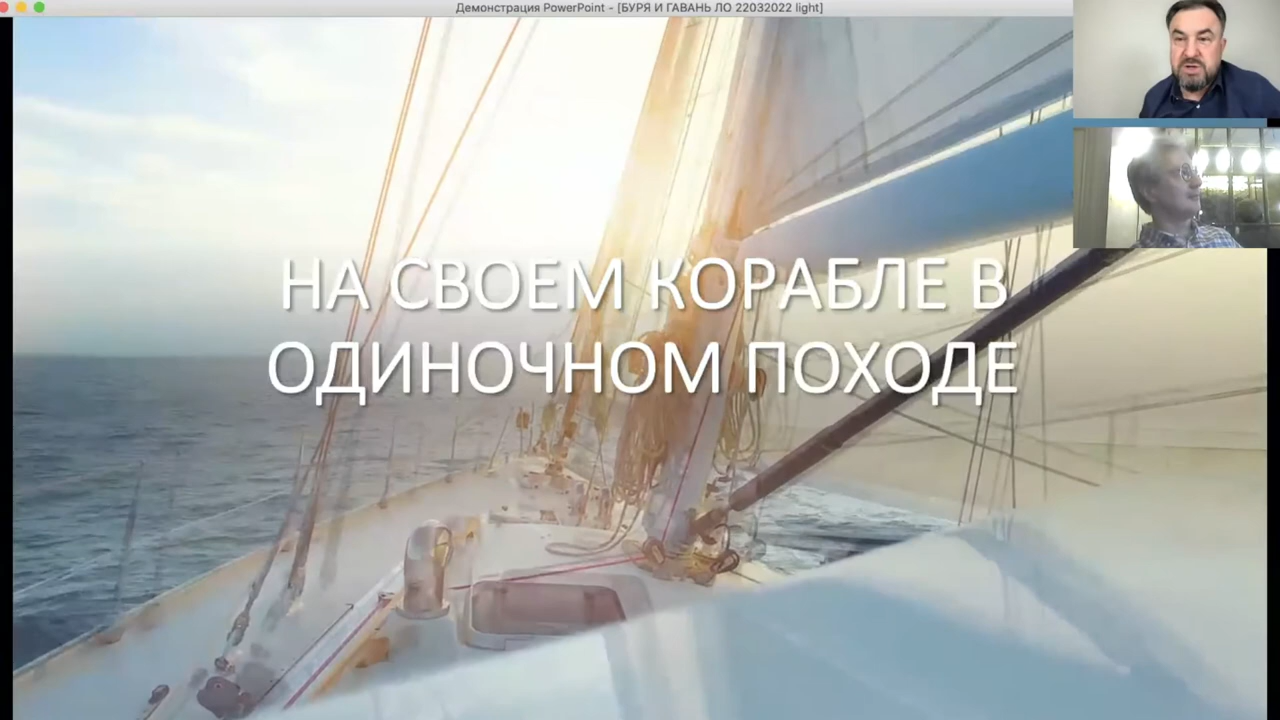 Демонстрация PowerPoint - [БУРЯ И ГАВАНЬ ЛО 22032022 light]
НА СВОЕМ КОРАБЛЕ В
ОДИНОЧНОМ ПОХОДЕ